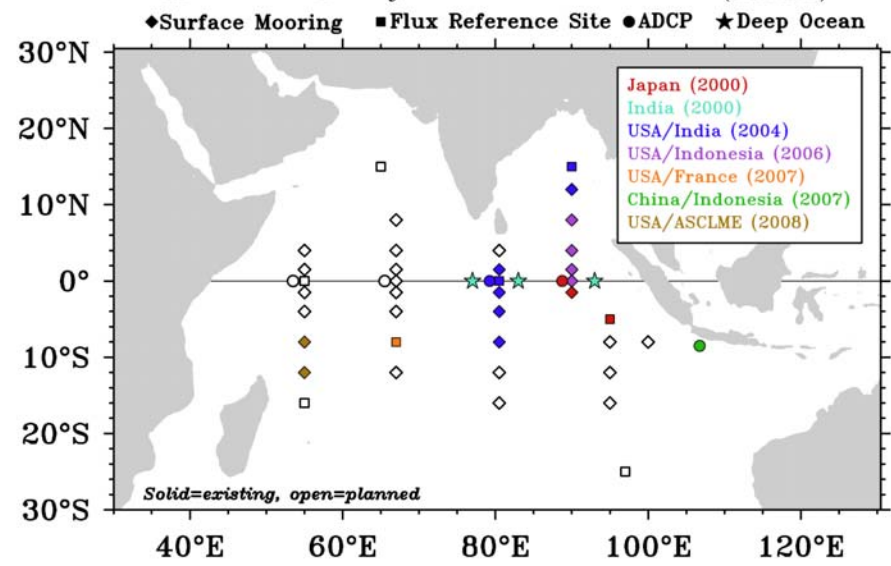 ◆Surface Mooring ■Flux Reference Site ●ADCP ★Deep Ocean
30°N
20°N
10°N
0°
10°S
20°S
30°S
Japan (2000)
India (2000)
USA/India (2004)
USA/Indonesia (2006)
USA/France (2007)
China/Indonesia (2007)
USA/ASCLME (2008)
Solid=existing, open=planned
40°E 60°E 80°E 100°E 120°E